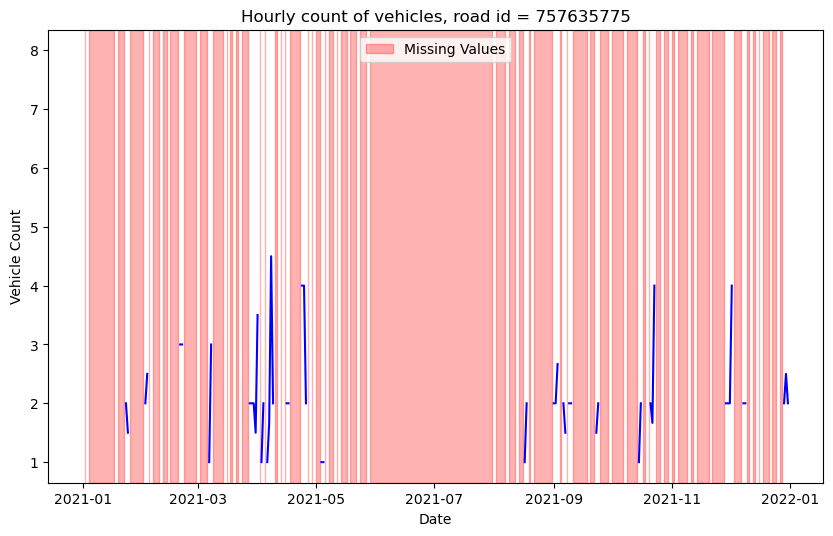 Hourly count of vehicles, road id = 757635775
Missing Values
8
7
6
5
4
3
2
1
Vehicle Count
2021-01 2021-03 2021-05 2021-07 2021-09 2021-11 2022-01
Date